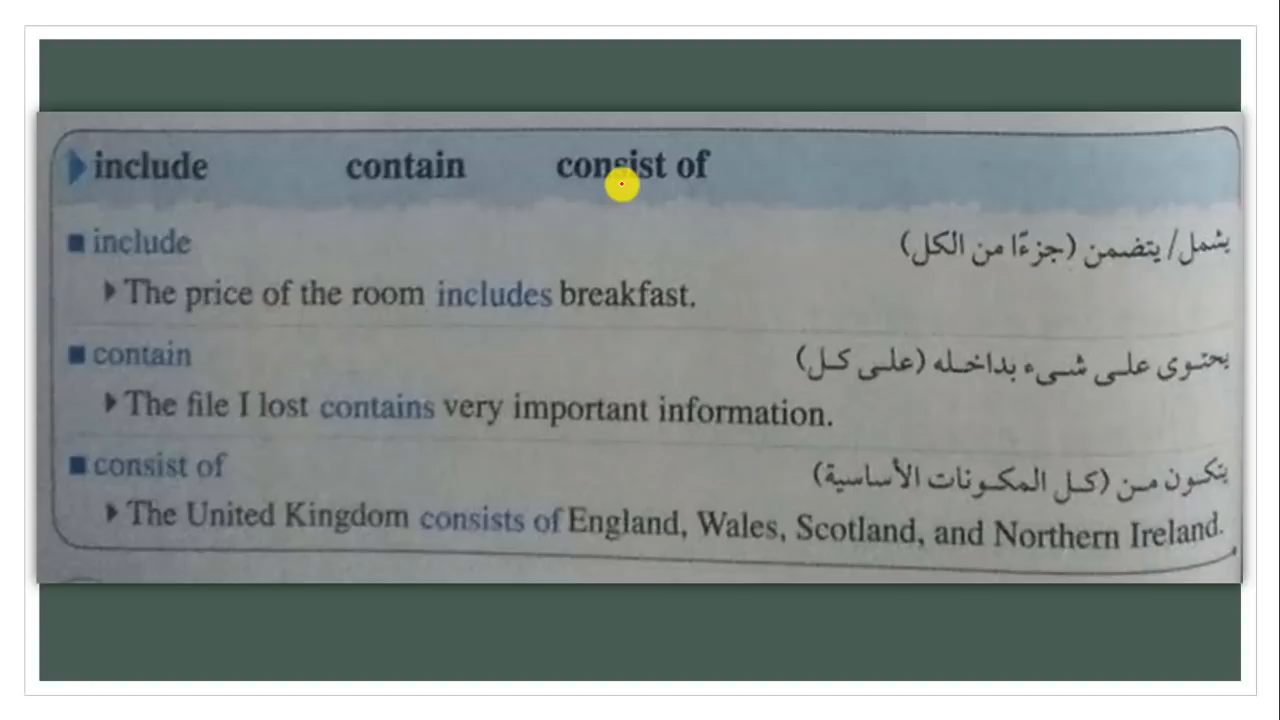 include contain consist of
include يشمل/ يتضمن (جزءًا من الكل)
The price of the room includes breakfast.
contain يحتوى على شىء بداخله (على كل)
The file I lost contains very important information.
consist of يتكون من (كل المكونات الأساسية)
The United Kingdom consists of England, Wales, Scotland, and Northern Ireland.